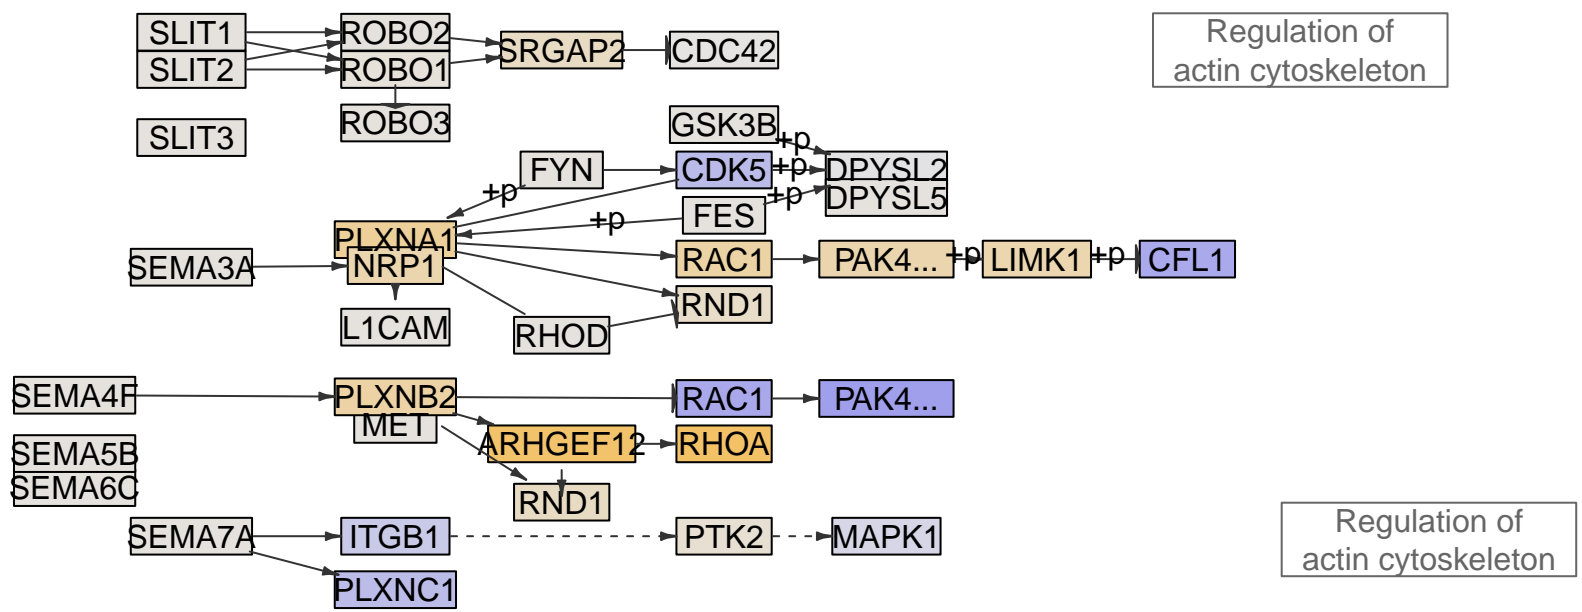 SLIT1
ROBO2
SRGAP2
CDC42
Regulation of
actin cytoskeleton
SLIT2
ROBO1
SLIT3
ROBO3
GSK3B
+p
FYN
CDK5
+p
DPYSL2
+p
+p
DPYSL5
FES
+p
PLXNA1
SEMA3A
NRP1
RAC1
PAK4...
+p
LIMK1
+p
CFL1
RND1
L1CAM
RHOD
SEMA4F
PLXNB2
RAC1
PAK4...
MET
ARHGEF12
RHOA
SEMA5B
SEMA6C
RND1
SEMA7A
ITGB1
PTK2
MAPK1
Regulation of
actin cytoskeleton
PLXNC1